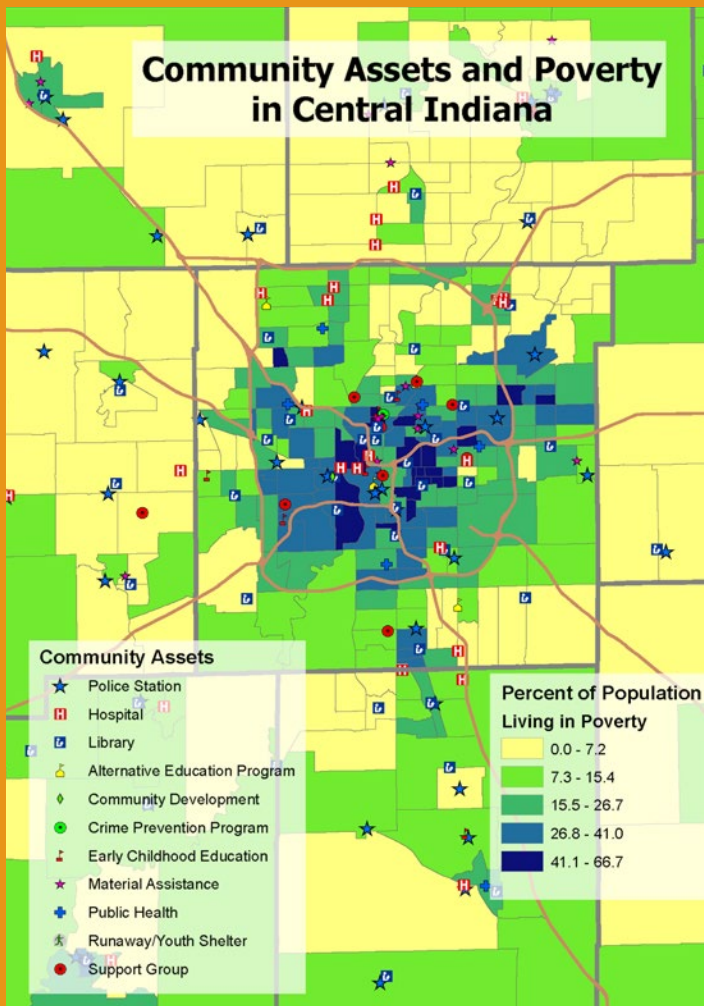 Community Assets and Poverty
in Central Indiana
Community Assets
Police Station
Hospital
Library
Alternative Education Program
Community Development
Crime Prevention Program
Early Childhood Education
Material Assistance
Public Health
Runaway/Youth Shelter
Support Group
Percent of Population
Living in Poverty
0.0 - 7.2
7.3 - 15.4
15.5 - 26.7
26.8 - 41.0
41.1 - 66.7